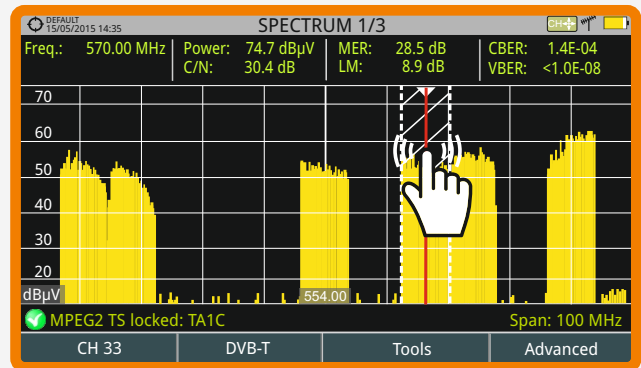 DEFAULT
15/05/2015 14:35
SPECTRUM 1/3
CH
Freq.: 570.00 MHz Power: 74.7 dBµV MER: 28.5 dB CBER: 1.4E-04
C/N: 30.4 dB LM: 8.9 dB VBER: <1.0E-08
70
60
50
40
30
20
dBµV
554.00
MPEG2 TS locked: TA1C Span: 100 MHz
CH 33 DVB-T Tools Advanced